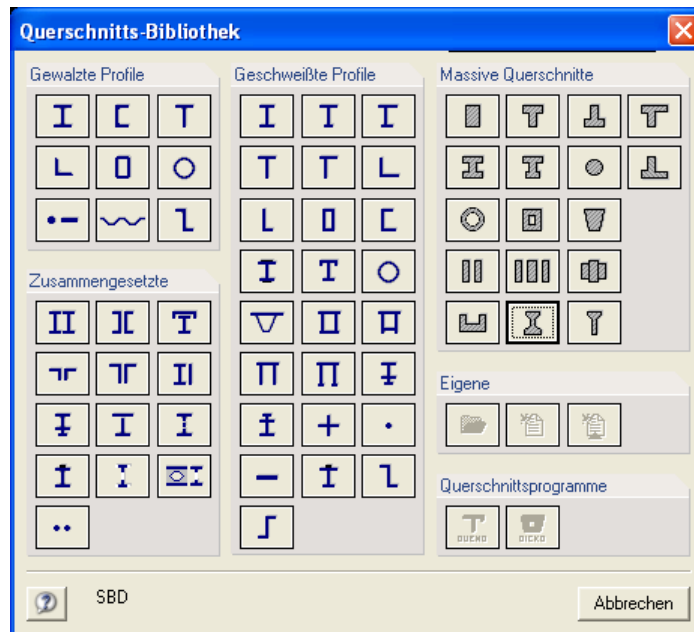 Querschnitts-Bibliothek
Gewalzte Profile
Geschweißte Profile
Massive Querschnitte
Zusammengesetzte
Eigene
Querschnittsprogramme
DUENQ
DICKQ
SBD
Abbrechen